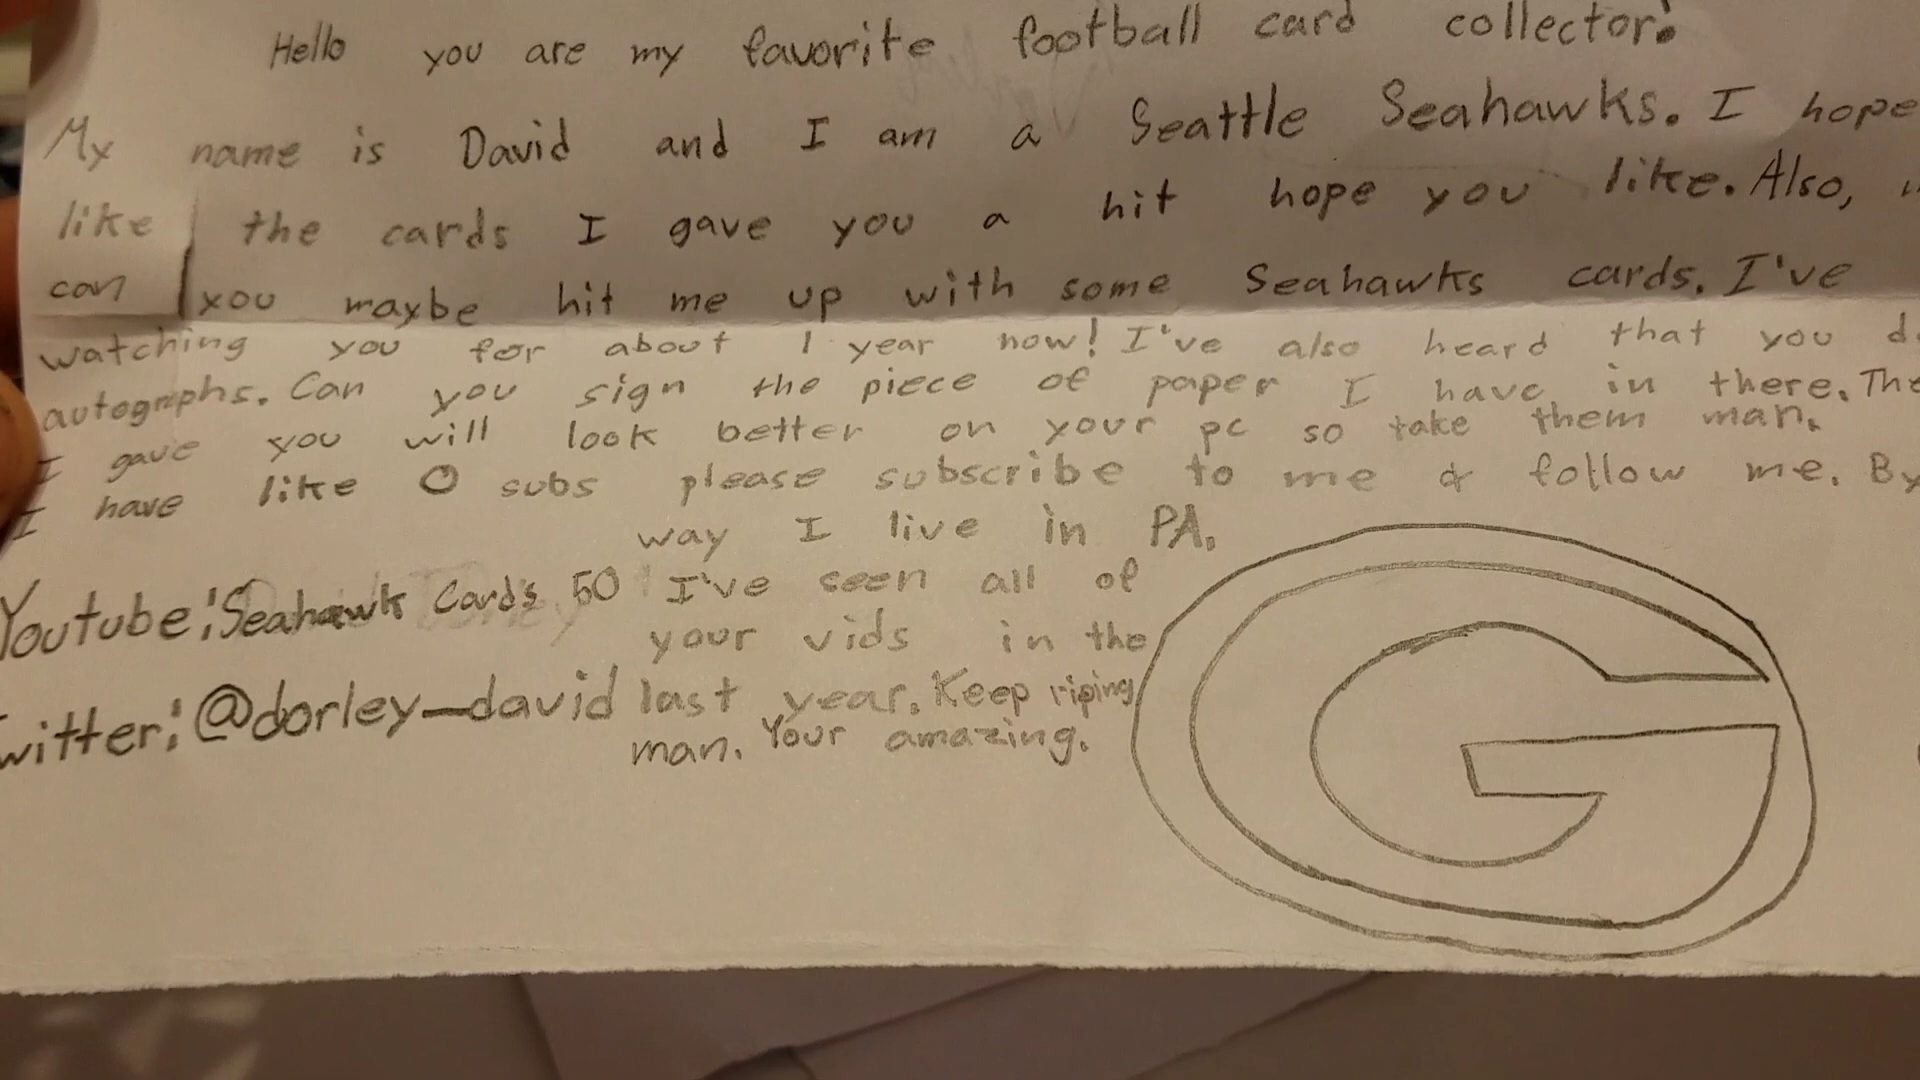 Hello you are my favorite football card collector.
My name is David and I am a Seattle Seahawks. I hope
like the cards I gave you a hit hope you like. Also,
can you maybe hit me up with some Seahawks cards. I've
watching you for about 1 year now! I've also heard that you
autographs. Can you sign the piece of paper I have in there. The
I gave you will look better on your pc so take them man.
I have like 0 subs please subscribe to me & follow me. By
way I live in PA.
Youtube: Seahawk Cards 50 I've seen all of
your vids in the
Twitter: @dorley_david last year. Keep riping
man. Your amazing.
G